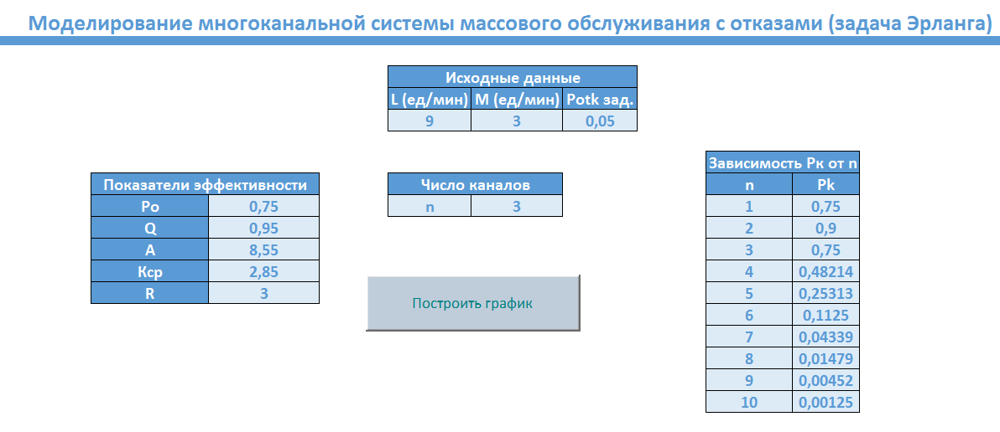 Моделирование многоканальной системы массового обслуживания с отказами (задача Эрланга)
Исходные данные
L (ед/мин) M (ед/мин) Potk зад.
9 3 0,05
Показатели эффективности
Po 0,75
Q 0,95
A 8,55
Kcp 2,85
R 3
Число каналов
n 3
Построить график
Зависимость Рк от n
n Pk
1 0,75
2 0,9
3 0,75
4 0,48214
5 0,25313
6 0,1125
7 0,04339
8 0,01479
9 0,00452
10 0,00125